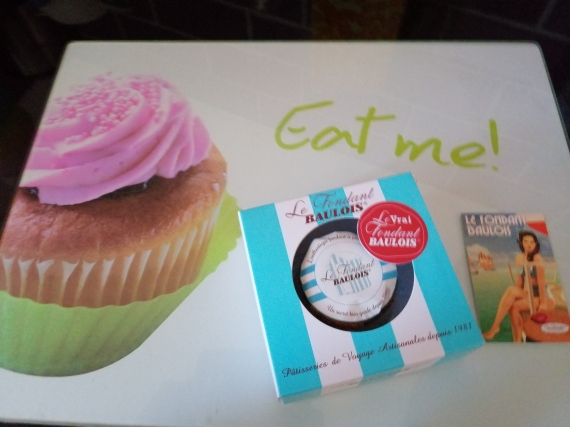 Eat me!
Le Fondant
BAULOIS
Le Vrai
Fondant
BAULOIS
Le Fondant
BAULOIS
Pâtisseries de Voyage Artisanales depuis 1981
LE FONDANT
BAULOIS